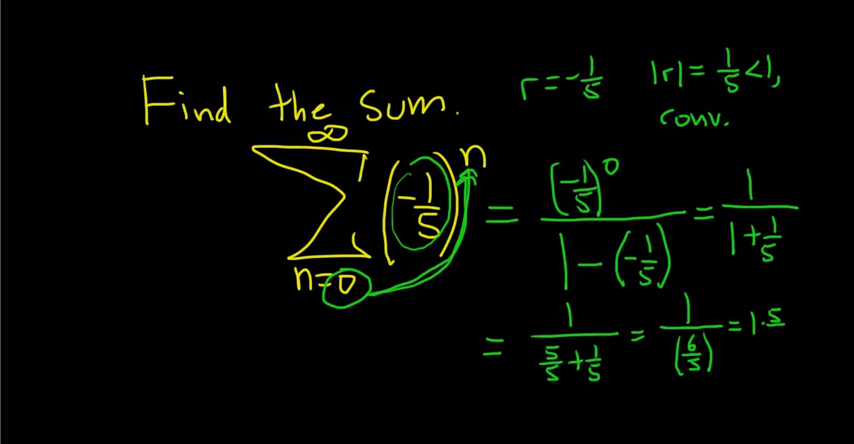 Find the sum.
r = -1/5 |r| = 1/5 < 1,
conv.
∞
∑ (-1/5)^n = (-1/5)^0 / (1 - (-1/5)) = 1 / (1 + 1/5)
n=0
= 1 / (5/5 + 1/5) = 1 / (6/5) = 1·5